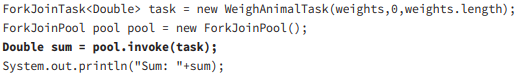 ForkJoinTask<Double> task = new WeighAnimalTask(weights,0,weights.length);
ForkJoinPool pool = new ForkJoinPool();
Double sum = pool.invoke(task);
System.out.println("Sum: "+sum);